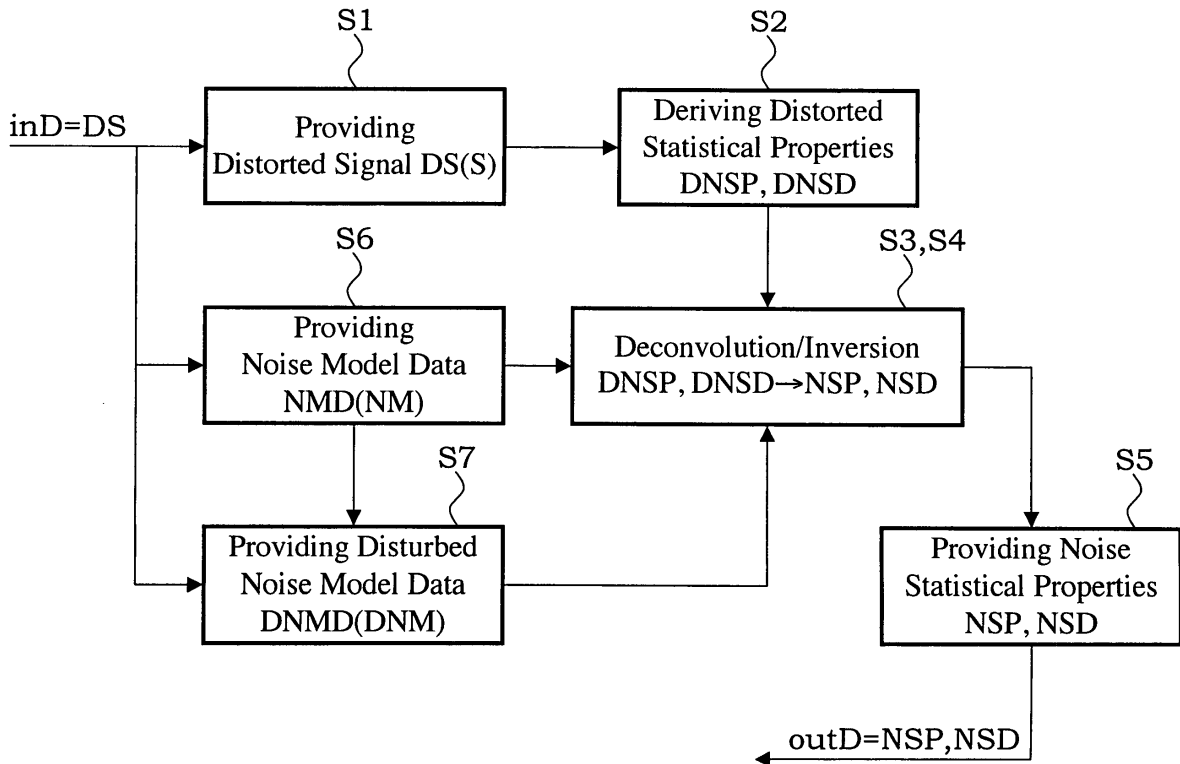 S1
S2
inD=DS
Providing
Distorted Signal DS(S)
Deriving Distorted
Statistical Properties
DNSP, DNSD
S6
S3,S4
Providing
Noise Model Data
NMD(NM)
Deconvolution/Inversion
DNSP, DNSD→NSP, NSD
S7
S5
Providing Disturbed
Noise Model Data
DNMD(DNM)
Providing Noise
Statistical Properties
NSP, NSD
outD=NSP,NSD